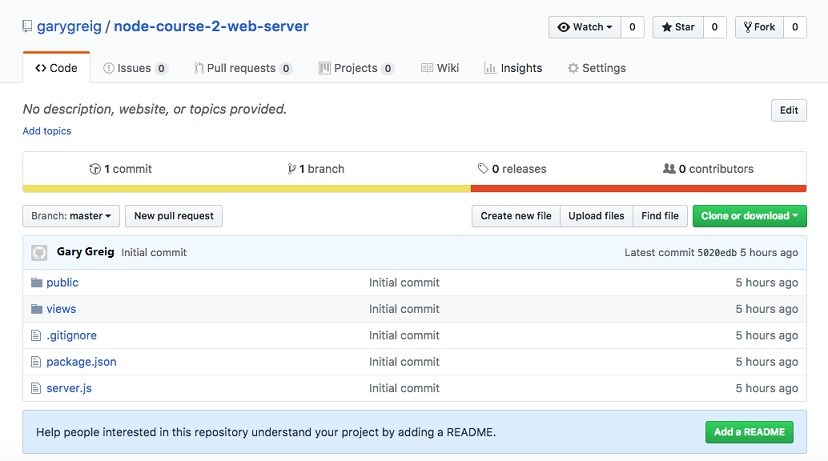 garygreig / node-course-2-web-server Watch 0 Star 0 Fork 0
Code Issues 0 Pull requests 0 Projects 0 Wiki Insights Settings
No description, website, or topics provided. Edit
Add topics
1 commit 1 branch 0 releases 0 contributors
Branch: master New pull request Create new file Upload files Find file Clone or download
Gary Greig Initial commit Latest commit 5020edb 5 hours ago
public Initial commit 5 hours ago
views Initial commit 5 hours ago
.gitignore Initial commit 5 hours ago
package.json Initial commit 5 hours ago
server.js Initial commit 5 hours ago
Help people interested in this repository understand your project by adding a README. Add a README